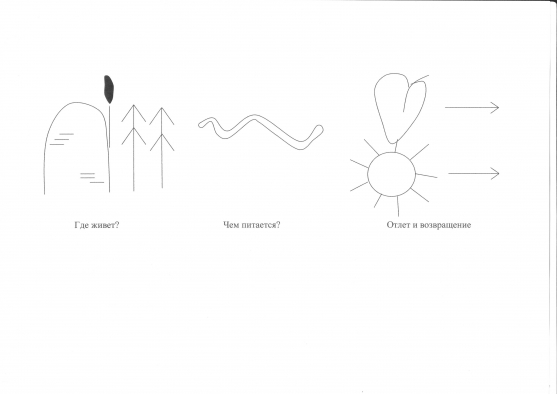 Где живет?
Чем питается?
Отлет и возвращение